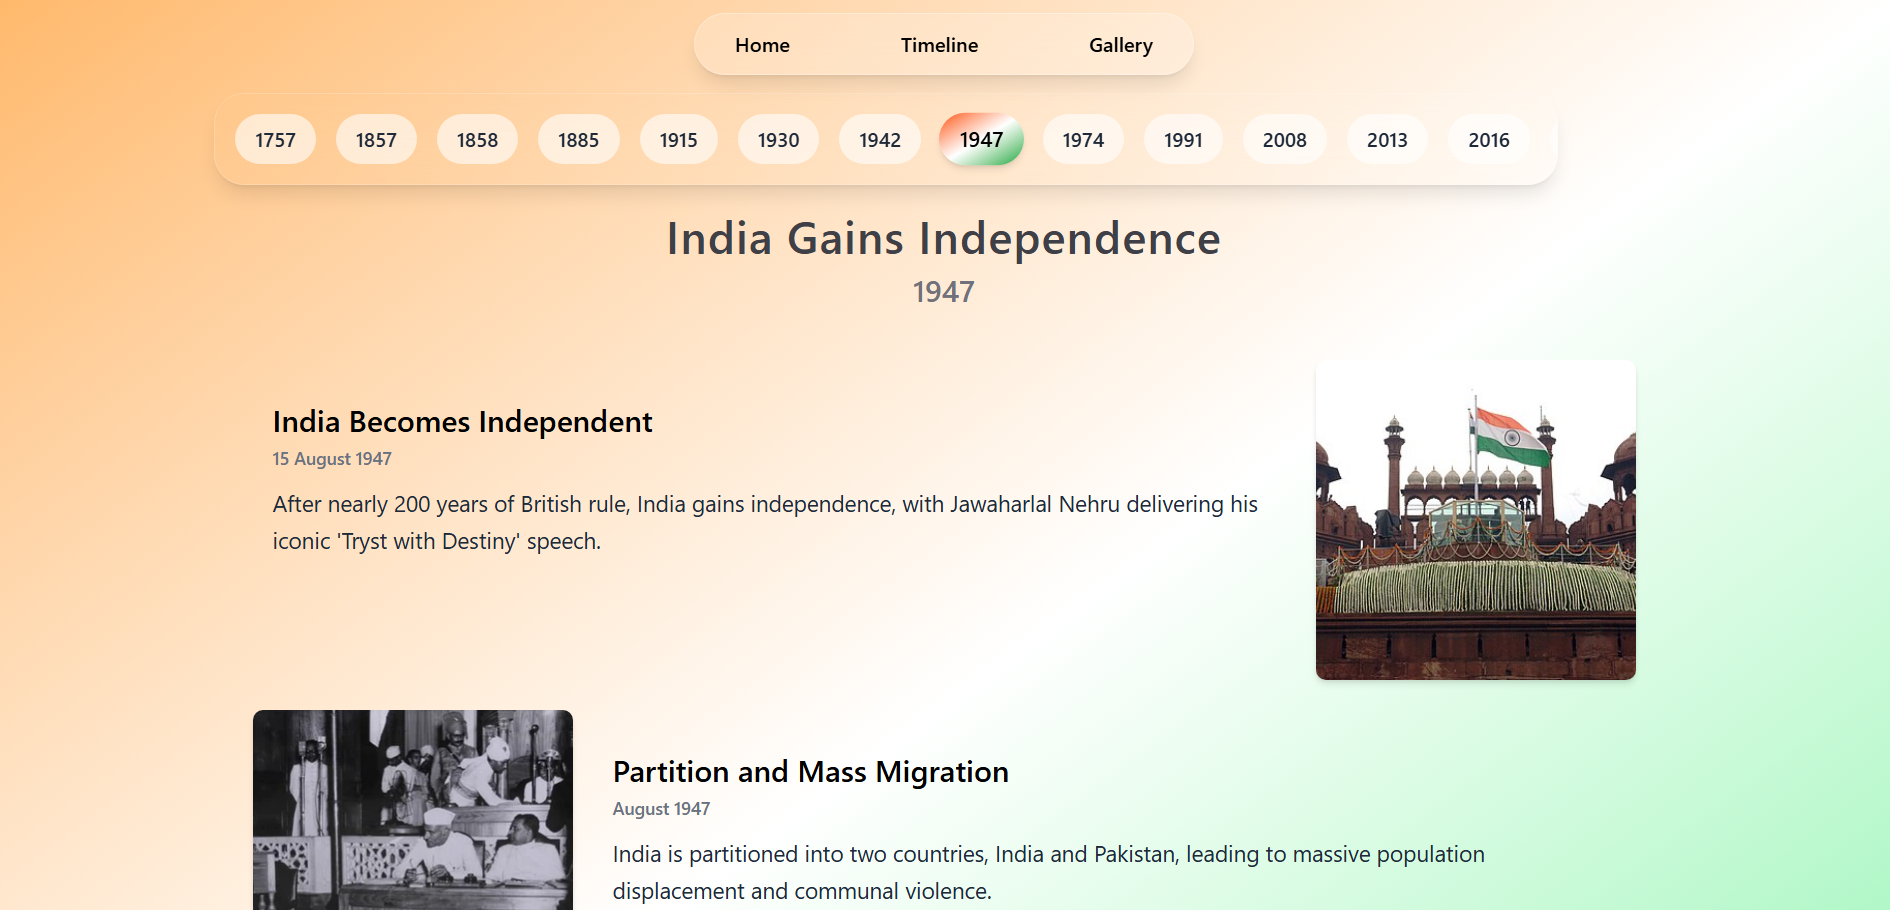 Home Timeline Gallery
1757 1857 1858 1885 1915 1930 1942 1947 1974 1991 2008 2013 2016
India Gains Independence
1947
India Becomes Independent
15 August 1947
After nearly 200 years of British rule, India gains independence, with Jawaharlal Nehru delivering his
iconic 'Tryst with Destiny' speech.
Partition and Mass Migration
August 1947
India is partitioned into two countries, India and Pakistan, leading to massive population
displacement and communal violence.